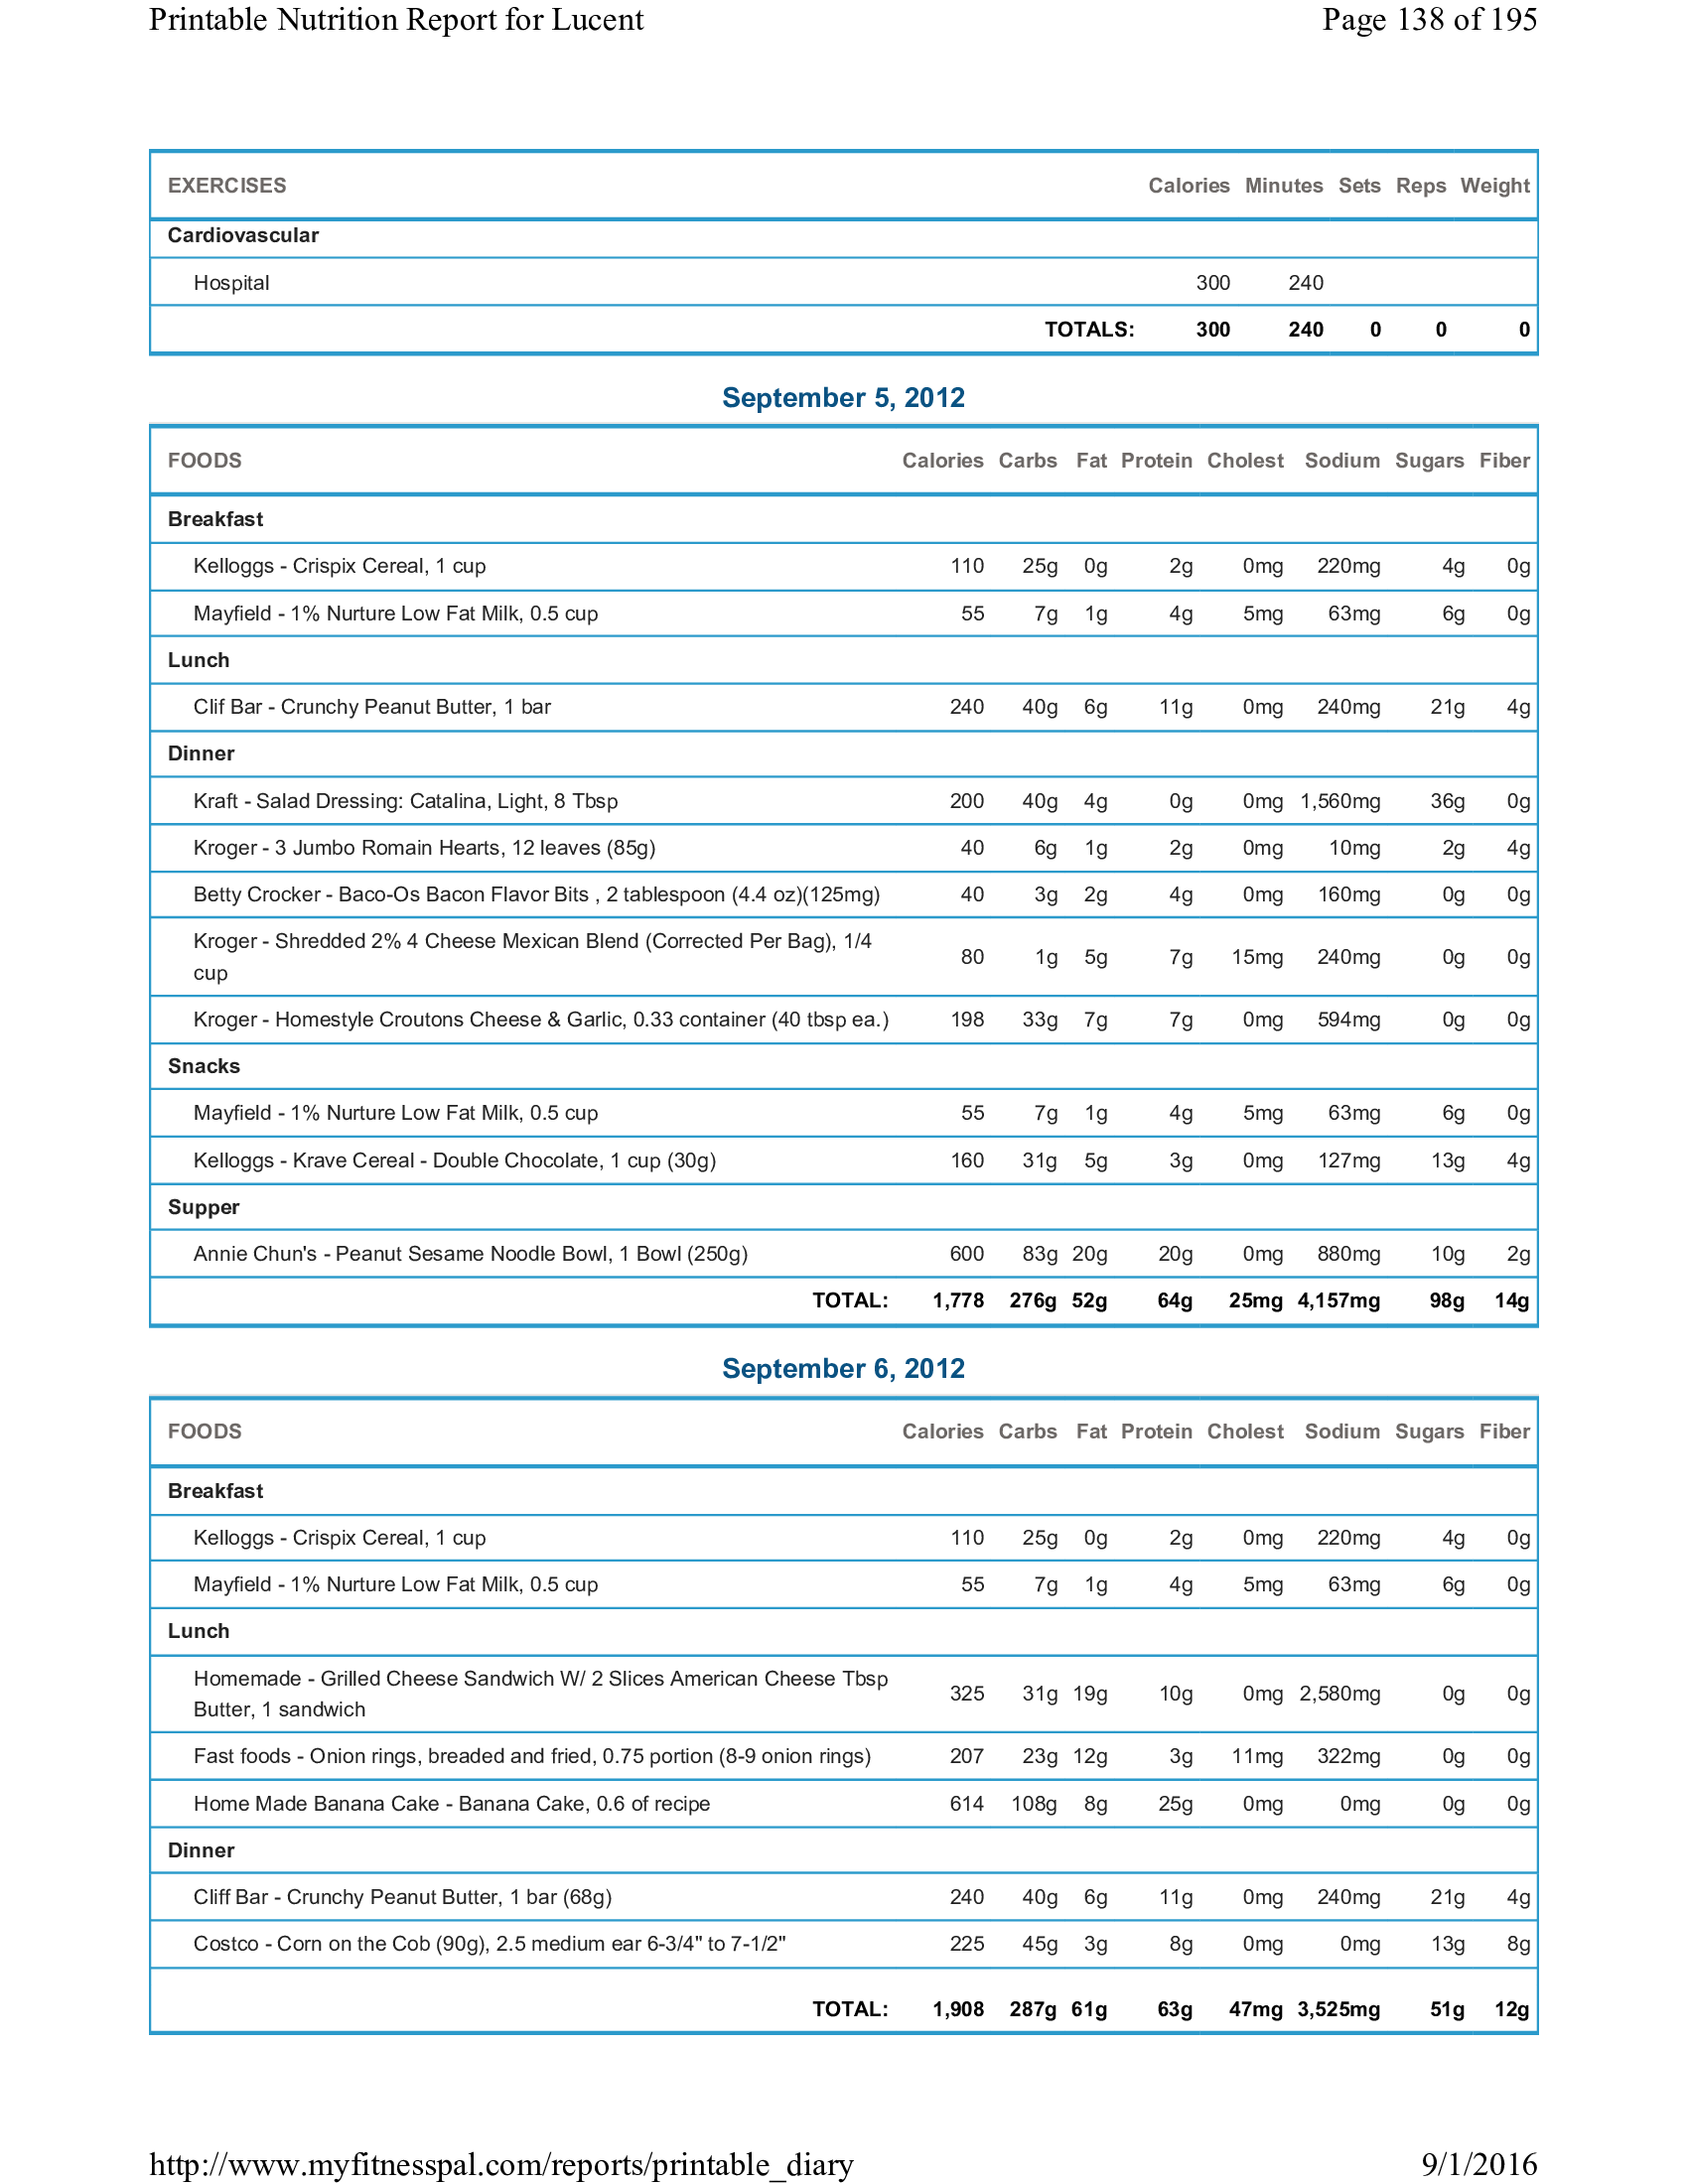 Printable Nutrition Report for Lucent Page 138 of 195
EXERCISES Calories Minutes Sets Reps Weight
Cardiovascular
Hospital 300 240
TOTALS: 300 240 0 0 0
September 5, 2012
FOODS Calories Carbs Fat Protein Cholest Sodium Sugars Fiber
Breakfast
Kelloggs - Crispix Cereal, 1 cup 110 25g 0g 2g 0mg 220mg 4g 0g
Mayfield - 1% Nurture Low Fat Milk, 0.5 cup 55 7g 1g 4g 5mg 63mg 6g 0g
Lunch
Clif Bar - Crunchy Peanut Butter, 1 bar 240 40g 6g 11g 0mg 240mg 21g 4g
Dinner
Kraft - Salad Dressing: Catalina, Light, 8 Tbsp 200 40g 4g 0g 0mg 1,560mg 36g 0g
Kroger - 3 Jumbo Romain Hearts, 12 leaves (85g) 40 6g 1g 2g 0mg 10mg 2g 4g
Betty Crocker - Baco-Os Bacon Flavor Bits , 2 tablespoon (4.4 oz)(125mg) 40 3g 2g 4g 0mg 160mg 0g 0g
Kroger - Shredded 2% 4 Cheese Mexican Blend (Corrected Per Bag), 1/4
cup 80 1g 5g 7g 15mg 240mg 0g 0g
Kroger - Homestyle Croutons Cheese & Garlic, 0.33 container (40 tbsp ea.) 198 33g 7g 7g 0mg 594mg 0g 0g
Snacks
Mayfield - 1% Nurture Low Fat Milk, 0.5 cup 55 7g 1g 4g 5mg 63mg 6g 0g
Kelloggs - Krave Cereal - Double Chocolate, 1 cup (30g) 160 31g 5g 3g 0mg 127mg 13g 4g
Supper
Annie Chun's - Peanut Sesame Noodle Bowl, 1 Bowl (250g) 600 83g 20g 20g 0mg 880mg 10g 2g
TOTAL: 1,778 276g 52g 64g 25mg 4,157mg 98g 14g
September 6, 2012
FOODS Calories Carbs Fat Protein Cholest Sodium Sugars Fiber
Breakfast
Kelloggs - Crispix Cereal, 1 cup 110 25g 0g 2g 0mg 220mg 4g 0g
Mayfield - 1% Nurture Low Fat Milk, 0.5 cup 55 7g 1g 4g 5mg 63mg 6g 0g
Lunch
Homemade - Grilled Cheese Sandwich W/ 2 Slices American Cheese Tbsp
Butter, 1 sandwich 325 31g 19g 10g 0mg 2,580mg 0g 0g
Fast foods - Onion rings, breaded and fried, 0.75 portion (8-9 onion rings) 207 23g 12g 3g 11mg 322mg 0g 0g
Home Made Banana Cake - Banana Cake, 0.6 of recipe 614 108g 8g 25g 0mg 0mg 0g 0g
Dinner
Cliff Bar - Crunchy Peanut Butter, 1 bar (68g) 240 40g 6g 11g 0mg 240mg 21g 4g
Costco - Corn on the Cob (90g), 2.5 medium ear 6-3/4" to 7-1/2" 225 45g 3g 8g 0mg 0mg 13g 8g
TOTAL: 1,908 287g 61g 63g 47mg 3,525mg 51g 12g
http://www.myfitnesspal.com/reports/printable_diary 9/1/2016